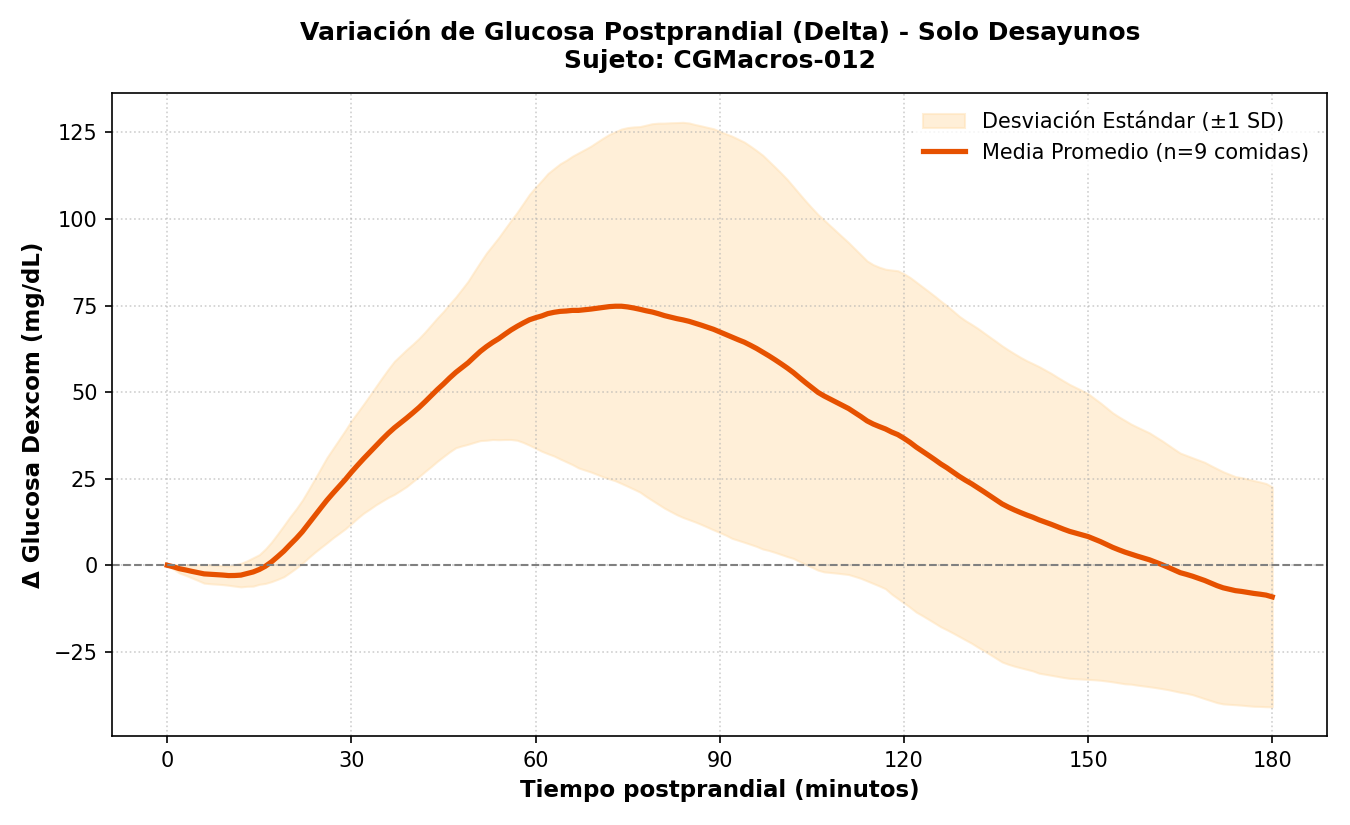 Variación de Glucosa Postprandial (Delta) - Solo Desayunos
Sujeto: CGMacros-012
Desviación Estándar (±1 SD)
Media Promedio (n=9 comidas)
Δ Glucosa Dexcom (mg/dL)
125
100
75
50
25
0
−25
0 30 60 90 120 150 180
Tiempo postprandial (minutos)